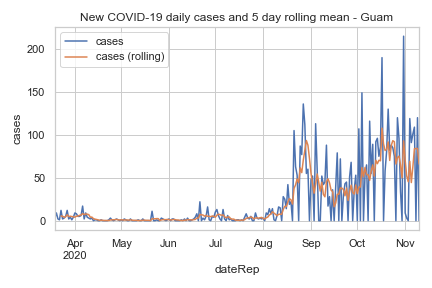 New COVID-19 daily cases and 5 day rolling mean - Guam
cases
cases (rolling)
200
150
100
50
0
cases
Apr May Jun Jul Aug Sep Oct Nov
2020
dateRep